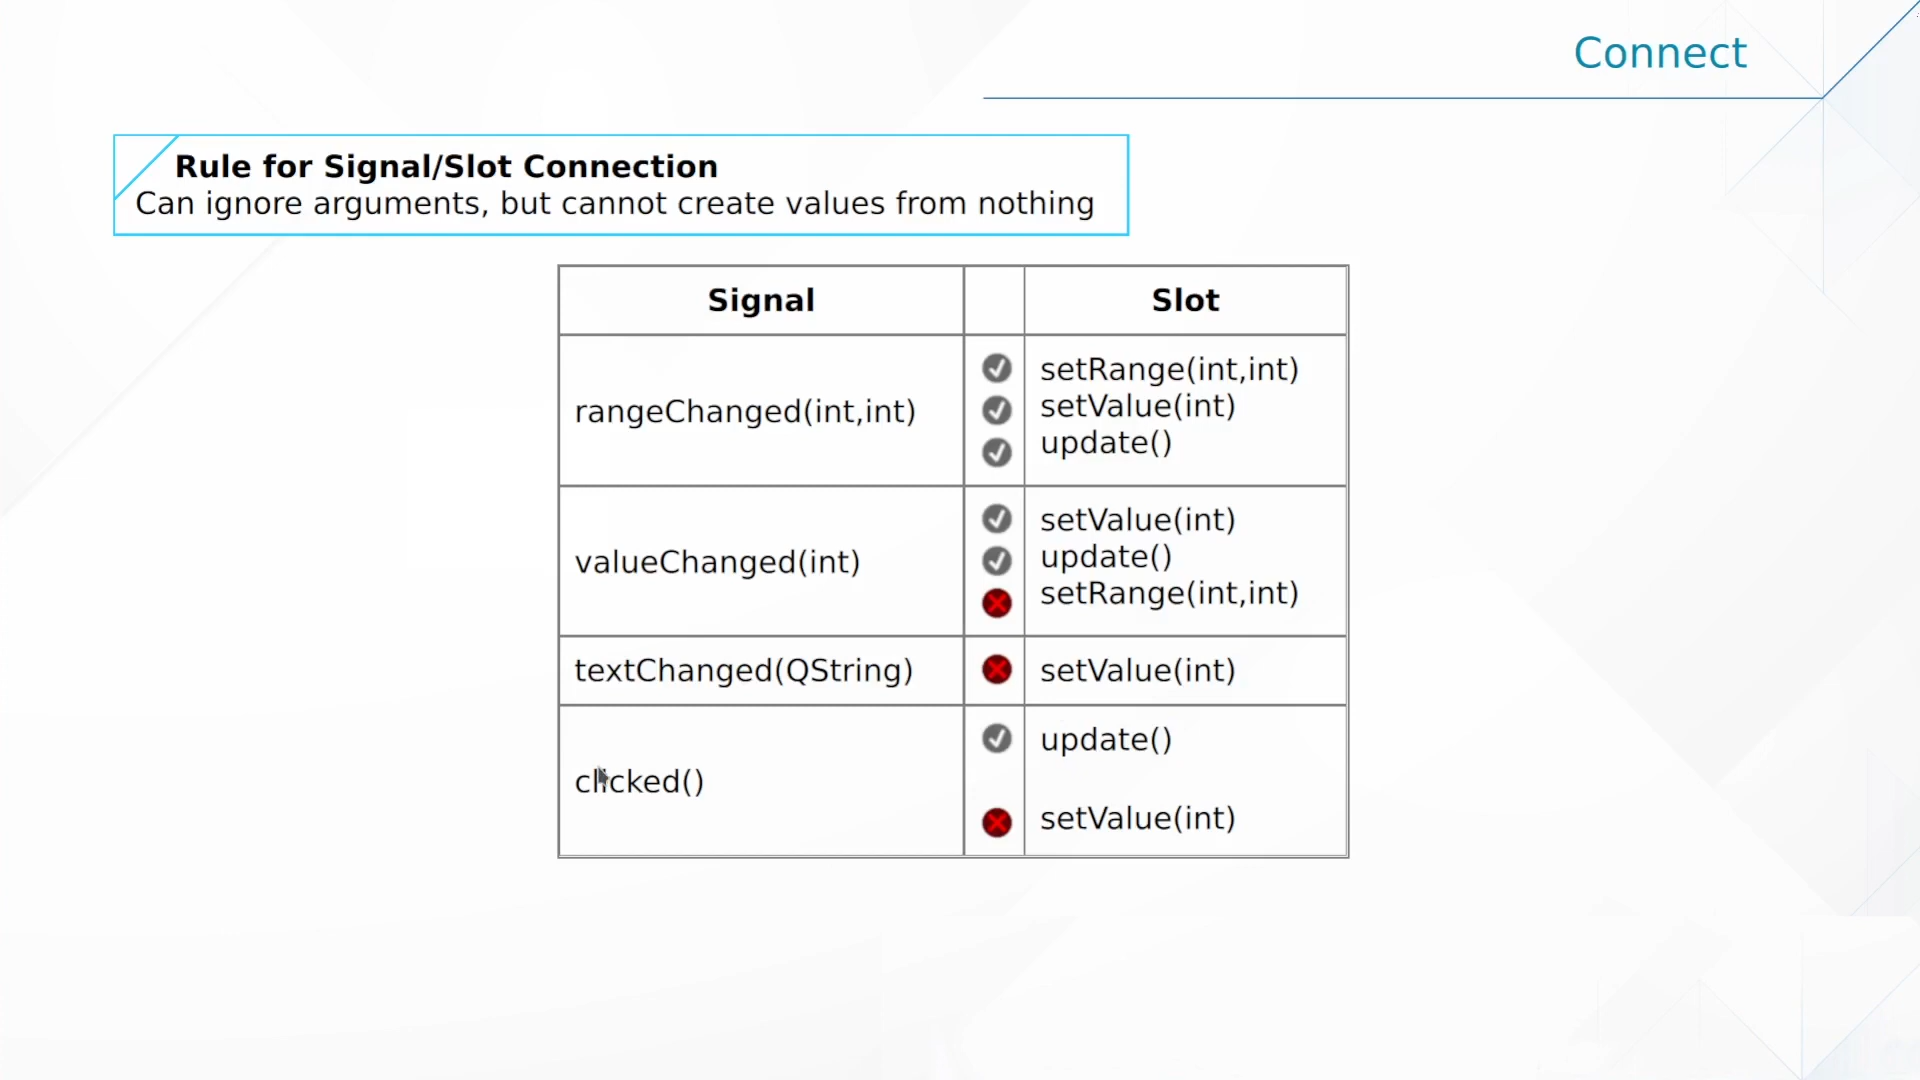 Connect
Rule for Signal/Slot Connection
Can ignore arguments, but cannot create values from nothing
Signal
Slot
rangeChanged(int,int)
setRange(int,int)
setValue(int)
update()
valueChanged(int)
setValue(int)
update()
setRange(int,int)
textChanged(QString)
setValue(int)
clicked()
update()
setValue(int)